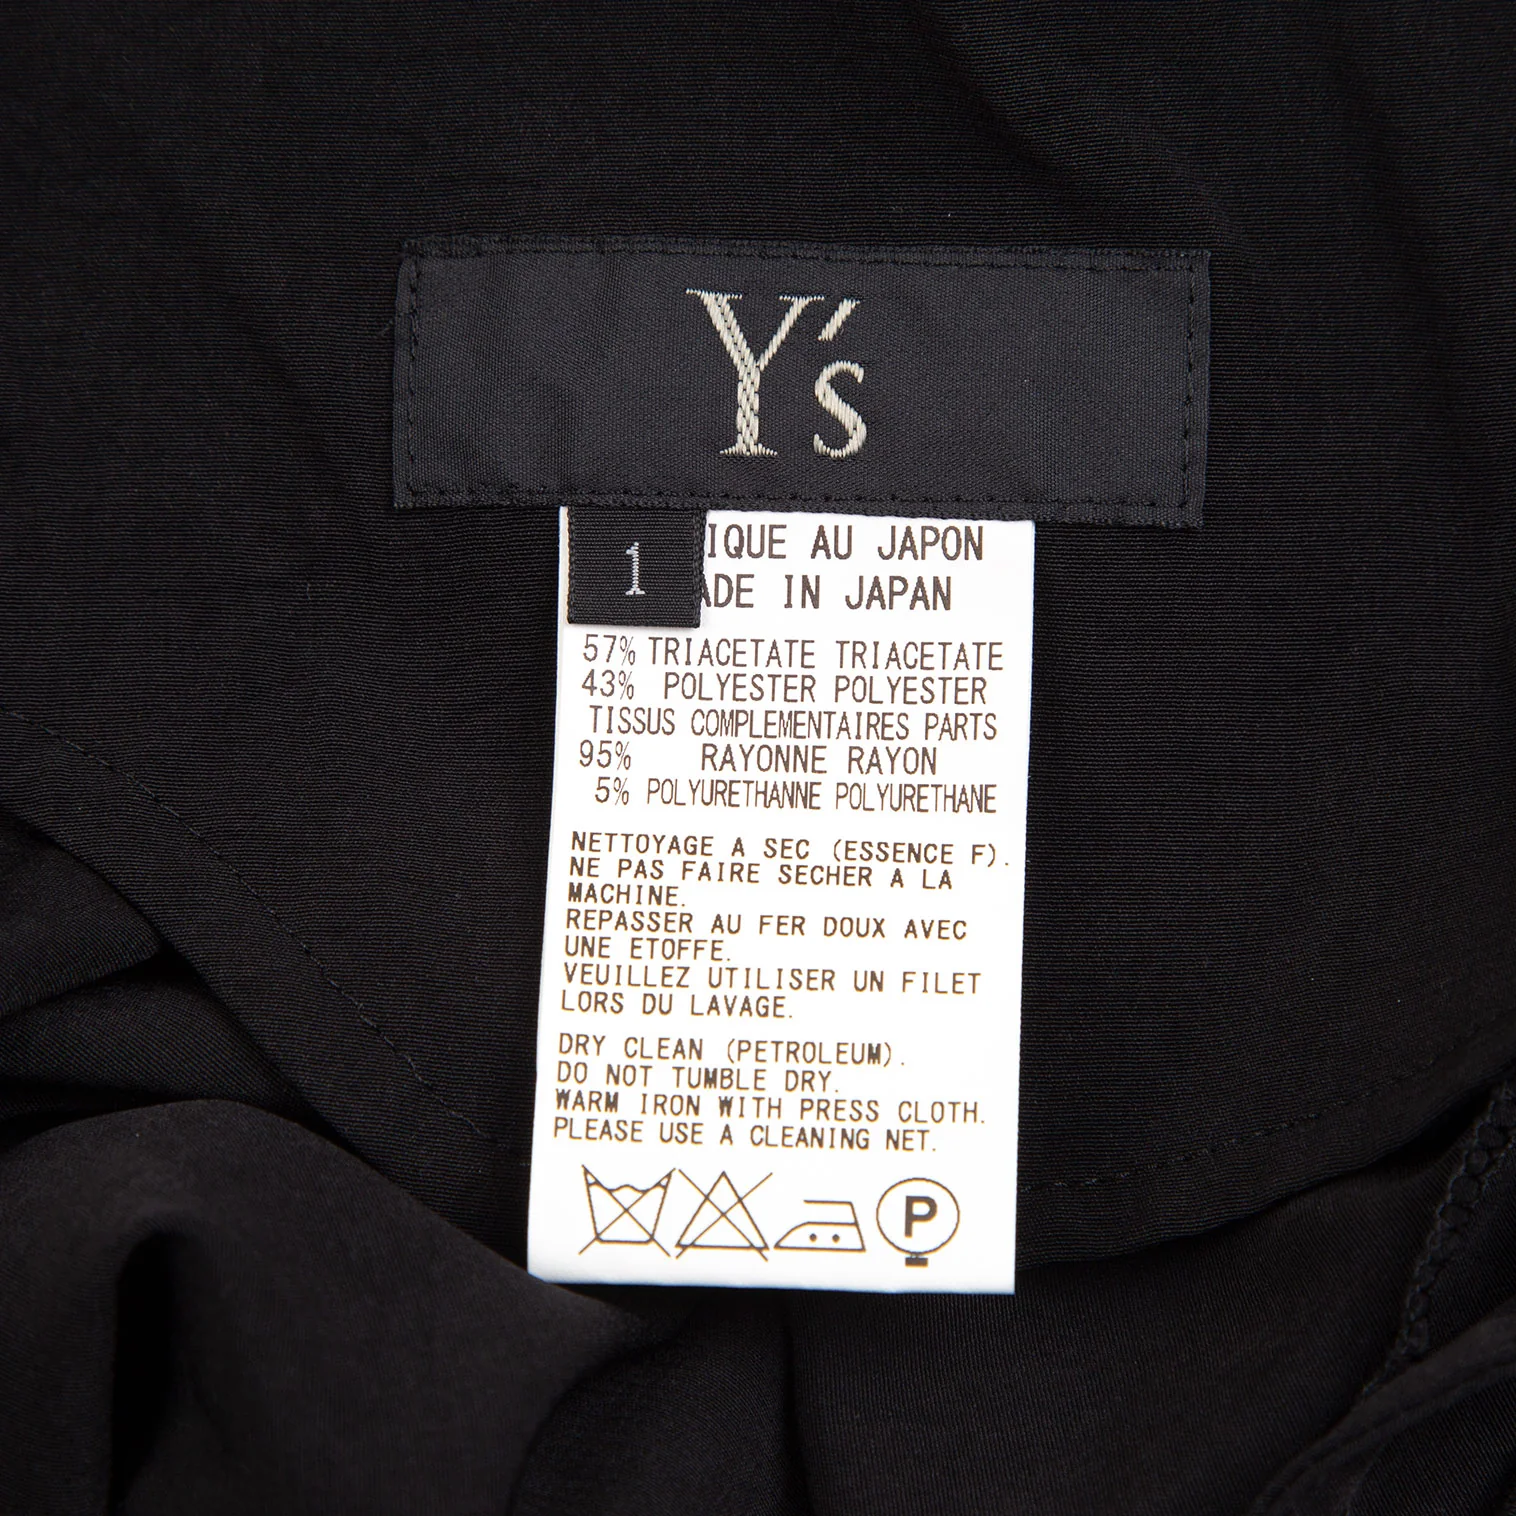 Y's
1
AU JAPON
IN JAPAN
57% TRIACETATE TRIACETATE
43% POLYESTER POLYESTER
TISSUS COMPLEMENTAIRES PARTS
95% RAYONNE RAYON
5% POLYURETHANNE POLYURETHANE
NETTOYAGE A SEC (ESSENCE F).
NE PAS FAIRE SECHER A LA
MACHINE.
REPASSER AU FER DOUX AVEC
UNE ETOFFE.
VEUILLEZ UTILISER UN FILET
LORS DU LAVAGE.
DRY CLEAN (PETROLEUM).
DO NOT TUMBLE DRY.
WARM IRON WITH PRESS CLOTH.
PLEASE USE A CLEANING NET.
P